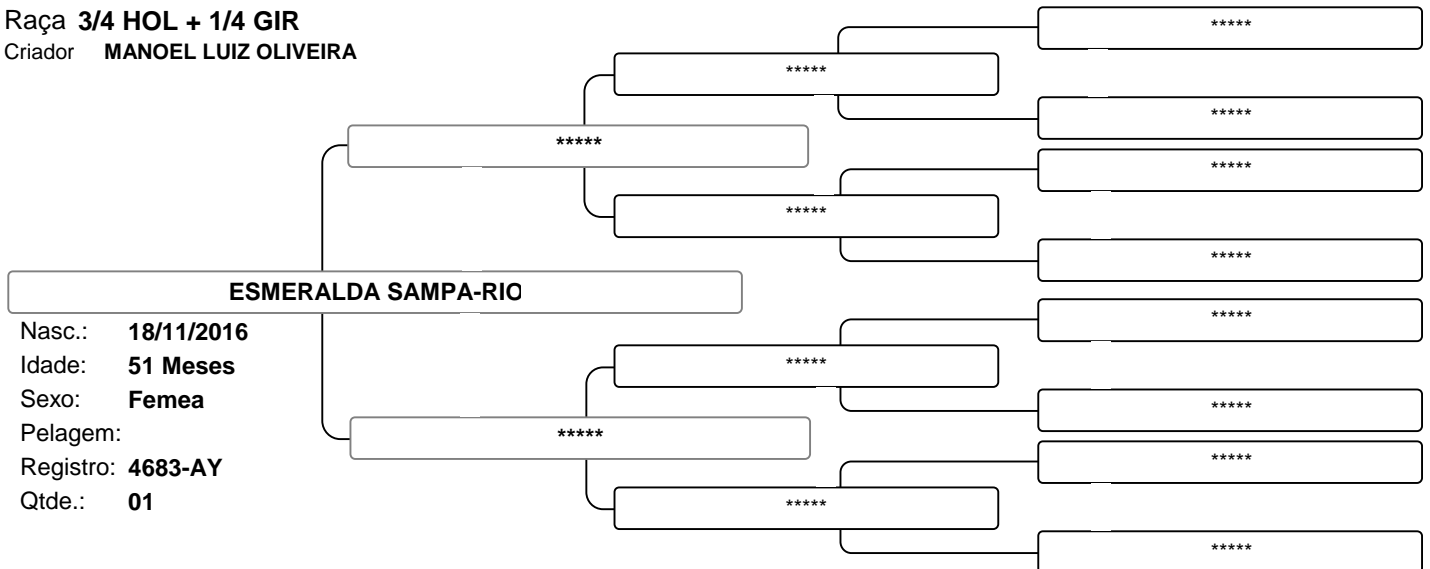 Raça 3/4 HOL + 1/4 GIR
Criador MANOEL LUIZ OLIVEIRA
*****
*****
*****
*****
*****
*****
*****
ESMERALDA SAMPA-RIO
Nasc.: 18/11/2016
Idade: 51 Meses
Sexo: Femea
Pelagem:
Registro: 4683-AY
Qtde.: 01
*****
*****
*****
*****
*****
*****
*****